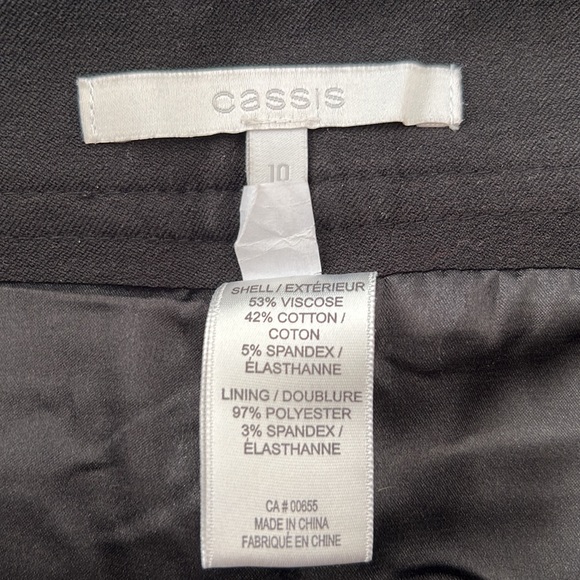 cassis
10
SHELL / EXTÉRIEUR
53% VISCOSE
42% COTTON /
COTON
5% SPANDEX /
ÉLASTHANNE
LINING / DOUBLURE
97% POLYESTER
3% SPANDEX /
ÉLASTHANNE
CA # 00655
MADE IN CHINA
FABRIQUÉ EN CHINE